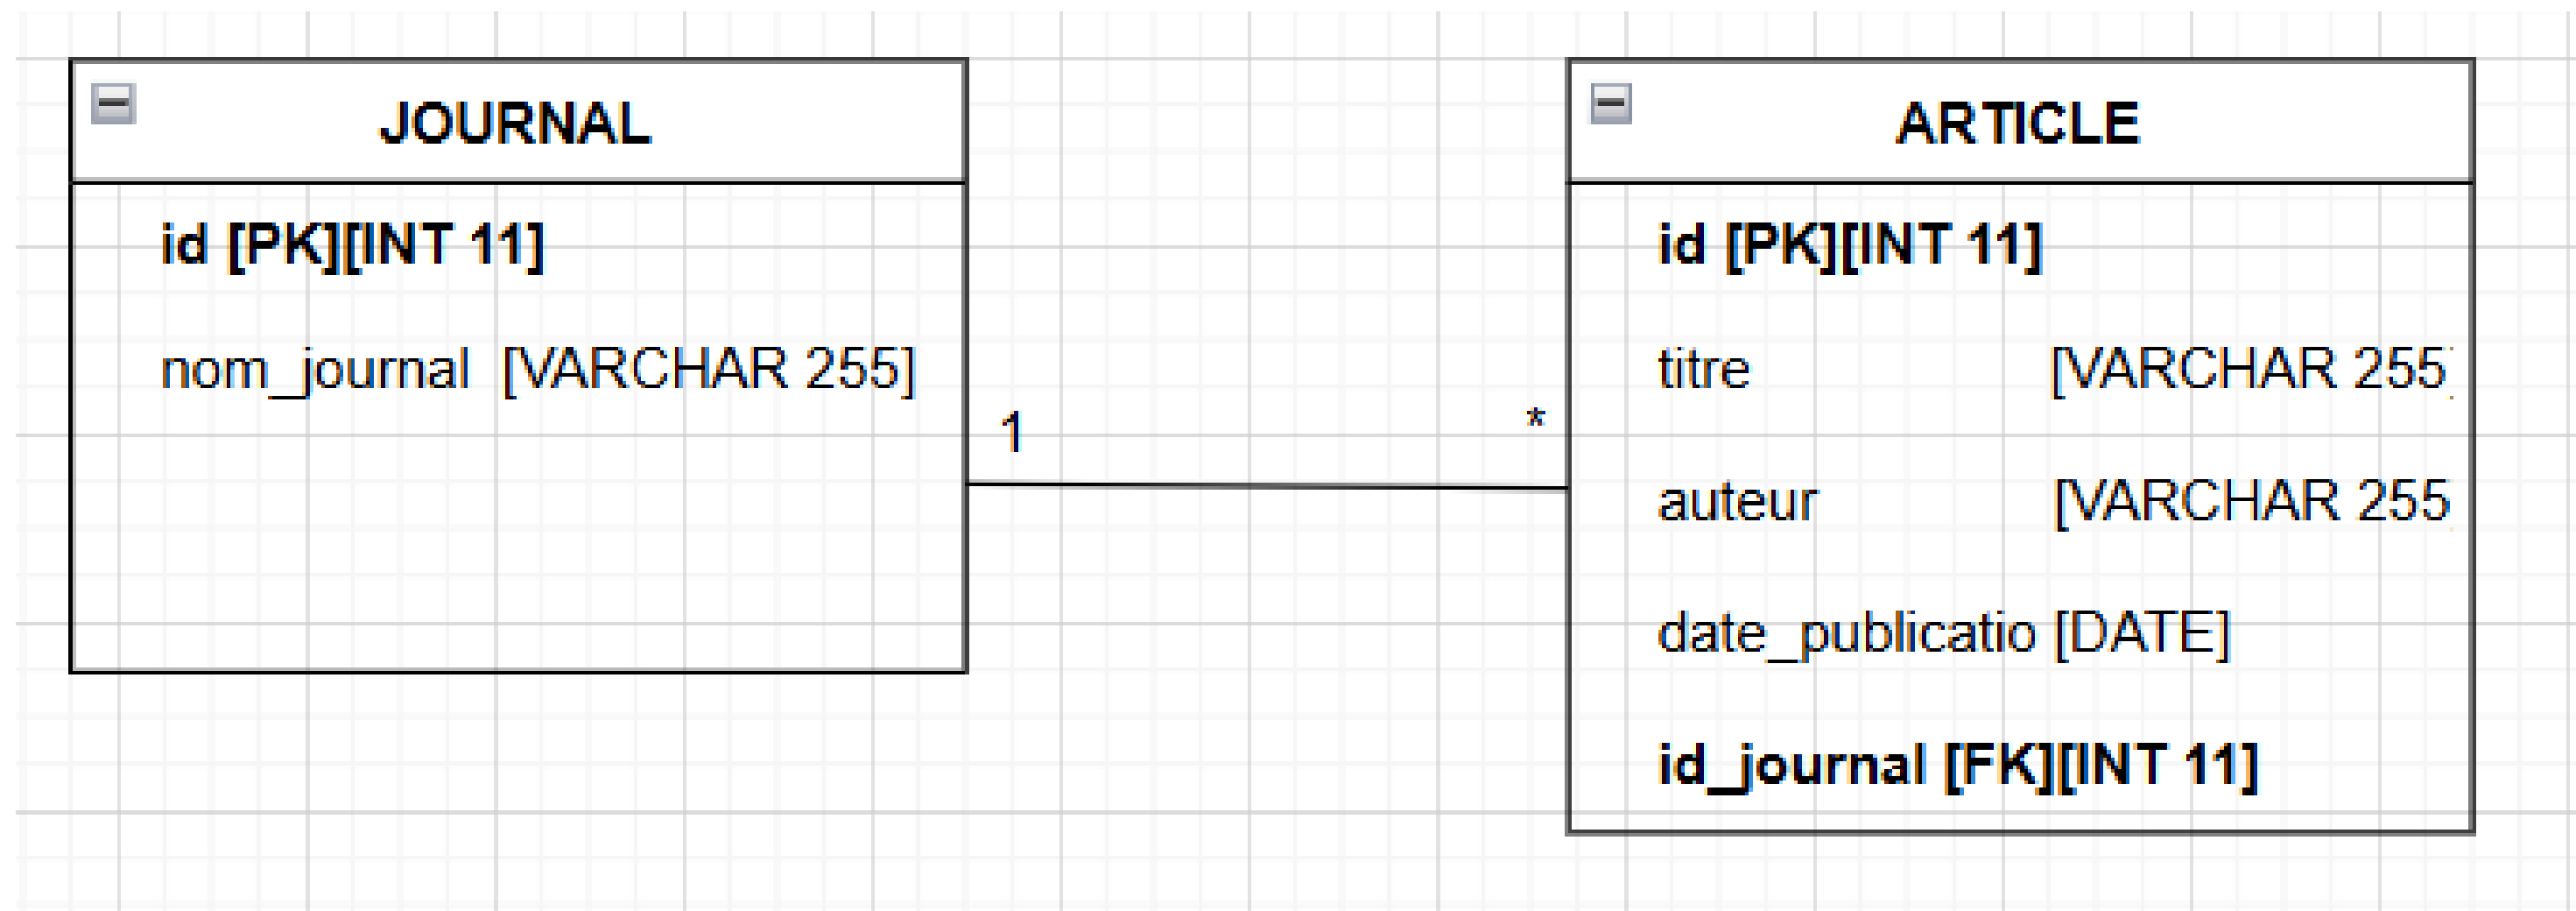 JOURNAL
id [PK][INT 11]
nom_journal [VARCHAR 255]
1
*
ARTICLE
id [PK][INT 11]
titre [VARCHAR 255]
auteur [VARCHAR 255
date_publicatio [DATE]
id_journal [FK][INT 11]